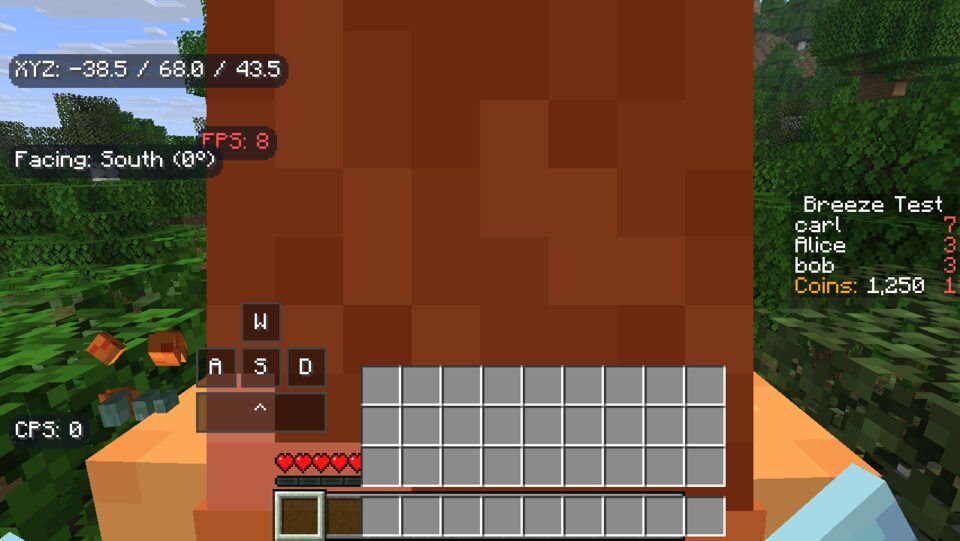 XYZ: -38.5 / 68.0 / 43.5
FPS: 8
Facing: South (0°)
Breeze Test
carl 7
Alice 3
bob 3
Coins: 1,250 1
W
A S D
^
CPS: 0